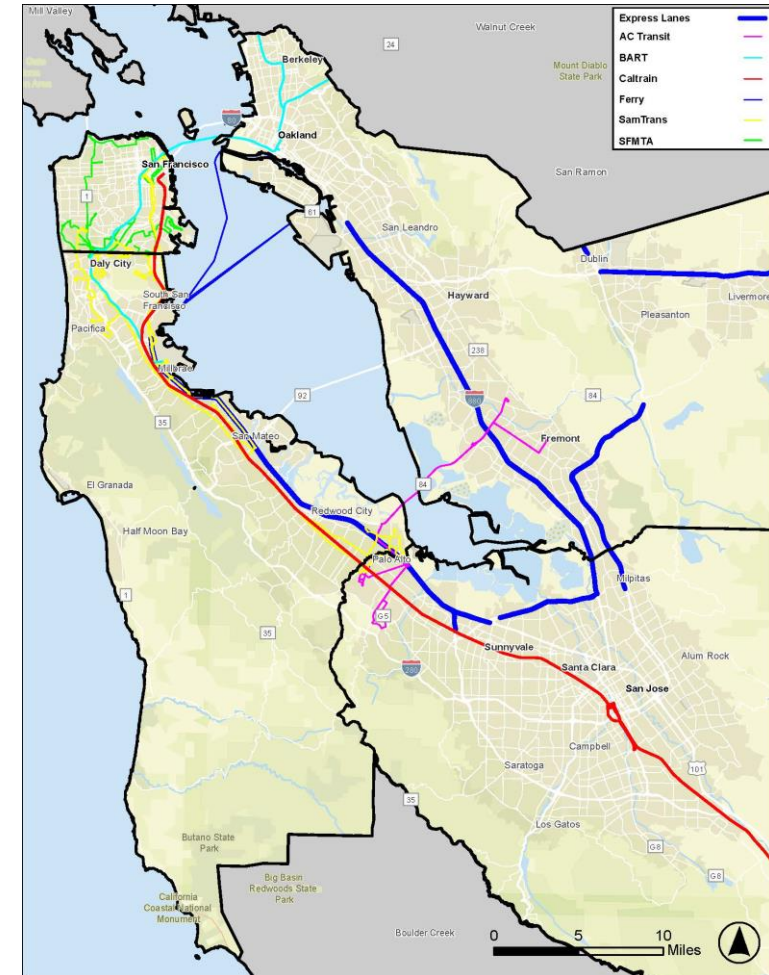 Mill Valley
Walnut Creek
24
Berkeley
Mount Diablo
State Park
Express Lanes
AC Transit
BART
Caltrain
Ferry
SamTrans
SFMTA
80
Oakland
San Francisco
1
61
San Ramon
San Leandro
Dublin
Daly City
South San
Francisco
Hayward
Livermore
Pleasanton
Pacifica
Millbrae
238
92
880
84
35
San Mateo
Fremont
El Granada
Redwood City
84
Half Moon Bay
Palo Alto
Milpitas
1
G5
35
Sunnyvale
280
Santa Clara
Alum Rock
San Jose
Campbell
Saratoga
101
35
Los Gatos
G8
G8
Butano State
Park
Big Basin
Redwoods State
Park
California
Coastal National
Monument
Boulder Creek
0 5 10
Miles